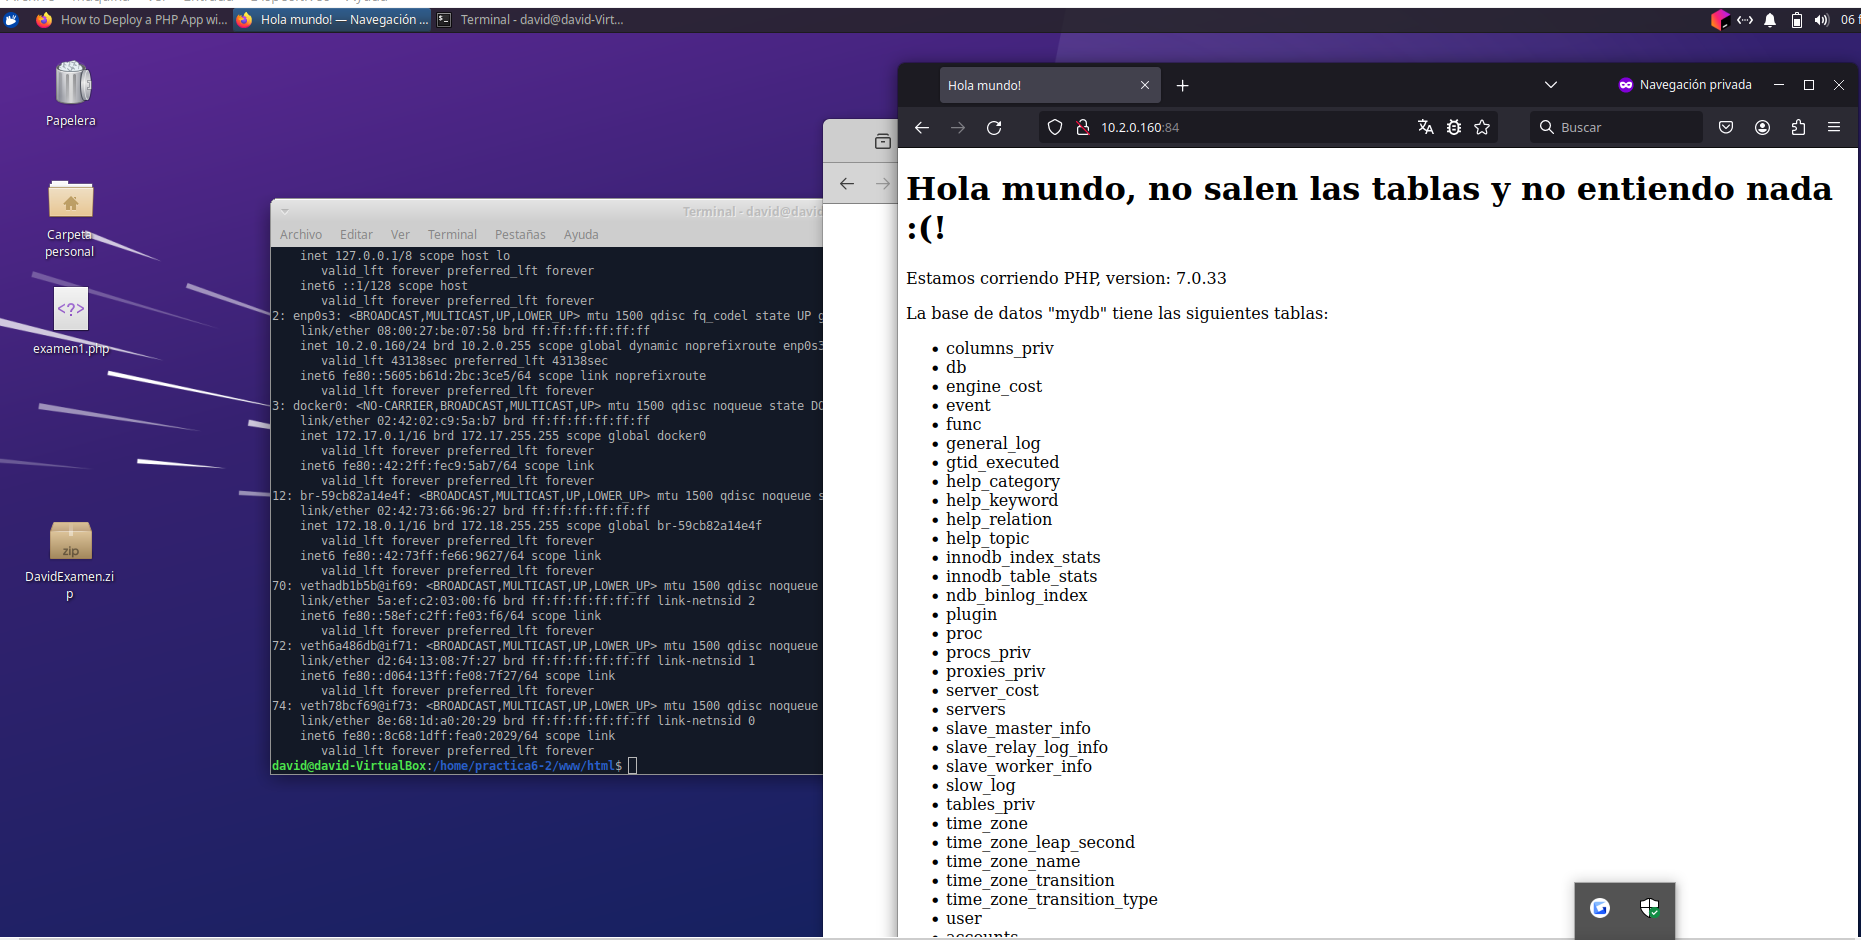 How to Deploy a PHP App wi...
Hola mundo! — Navegación ...
Terminal - david@david-Virt...
06 f
Papelera
Carpeta
personal
<?>
examen1.php
zip
DavidExamen.zi
p
Terminal - david@david
Archivo Editar Ver Terminal Pestañas Ayuda
inet 127.0.0.1/8 scope host lo
valid_lft forever preferred_lft forever
inet6 ::1/128 scope host
valid_lft forever preferred_lft forever
2: enp0s3: <BROADCAST,MULTICAST,UP,LOWER_UP> mtu 1500 qdisc fq_codel state UP g
link/ether 08:00:27:be:07:58 brd ff:ff:ff:ff:ff:ff
inet 10.2.0.160/24 brd 10.2.0.255 scope global dynamic noprefixroute enp0s3
valid_lft 43138sec preferred_lft 43138sec
inet6 fe80::5605:b61d:2bc:3ce5/64 scope link noprefixroute
valid_lft forever preferred_lft forever
3: docker0: <NO-CARRIER,BROADCAST,MULTICAST,UP> mtu 1500 qdisc noqueue state DO
link/ether 02:42:02:c9:5a:b7 brd ff:ff:ff:ff:ff:ff
inet 172.17.0.1/16 brd 172.17.255.255 scope global docker0
valid_lft forever preferred_lft forever
inet6 fe80::42:2ff:fec9:5ab7/64 scope link
valid_lft forever preferred_lft forever
12: br-59cb82a14e4f: <BROADCAST,MULTICAST,UP,LOWER_UP> mtu 1500 qdisc noqueue s
link/ether 02:42:73:66:96:27 brd ff:ff:ff:ff:ff:ff
inet 172.18.0.1/16 brd 172.18.255.255 scope global br-59cb82a14e4f
valid_lft forever preferred_lft forever
inet6 fe80::42:73ff:fe66:9627/64 scope link
valid_lft forever preferred_lft forever
70: vethadb1b5b@if69: <BROADCAST,MULTICAST,UP,LOWER_UP> mtu 1500 qdisc noqueue
link/ether 5a:ef:c2:03:00:f6 brd ff:ff:ff:ff:ff:ff link-netnsid 2
inet6 fe80::58ef:c2ff:fe03:f6/64 scope link
valid_lft forever preferred_lft forever
72: veth6a486db@if71: <BROADCAST,MULTICAST,UP,LOWER_UP> mtu 1500 qdisc noqueue
link/ether d2:64:13:08:7f:27 brd ff:ff:ff:ff:ff:ff link-netnsid 1
inet6 fe80::d064:13ff:fe08:7f27/64 scope link
valid_lft forever preferred_lft forever
74: veth78bcf69@if73: <BROADCAST,MULTICAST,UP,LOWER_UP> mtu 1500 qdisc noqueue
link/ether 8e:68:1d:a0:20:29 brd ff:ff:ff:ff:ff:ff link-netnsid 0
inet6 fe80::8c68:1dff:fea0:2029/64 scope link
valid_lft forever preferred_lft forever
david@david-VirtualBox:/home/practica6-2/www/html$
Hola mundo!
Navegación privada
10.2.0.160:84
Buscar
Hola mundo, no salen las tablas y no entiendo nada
:(!
Estamos corriendo PHP, version: 7.0.33
La base de datos "mydb" tiene las siguientes tablas:
• columns_priv
• db
• engine_cost
• event
• func
• general_log
• gtid_executed
• help_category
• help_keyword
• help_relation
• help_topic
• innodb_index_stats
• innodb_table_stats
• ndb_binlog_index
• plugin
• proc
• procs_priv
• proxies_priv
• server_cost
• servers
• slave_master_info
• slave_relay_log_info
• slave_worker_info
• slow_log
• tables_priv
• time_zone
• time_zone_leap_second
• time_zone_name
• time_zone_transition
• time_zone_transition_type
• user